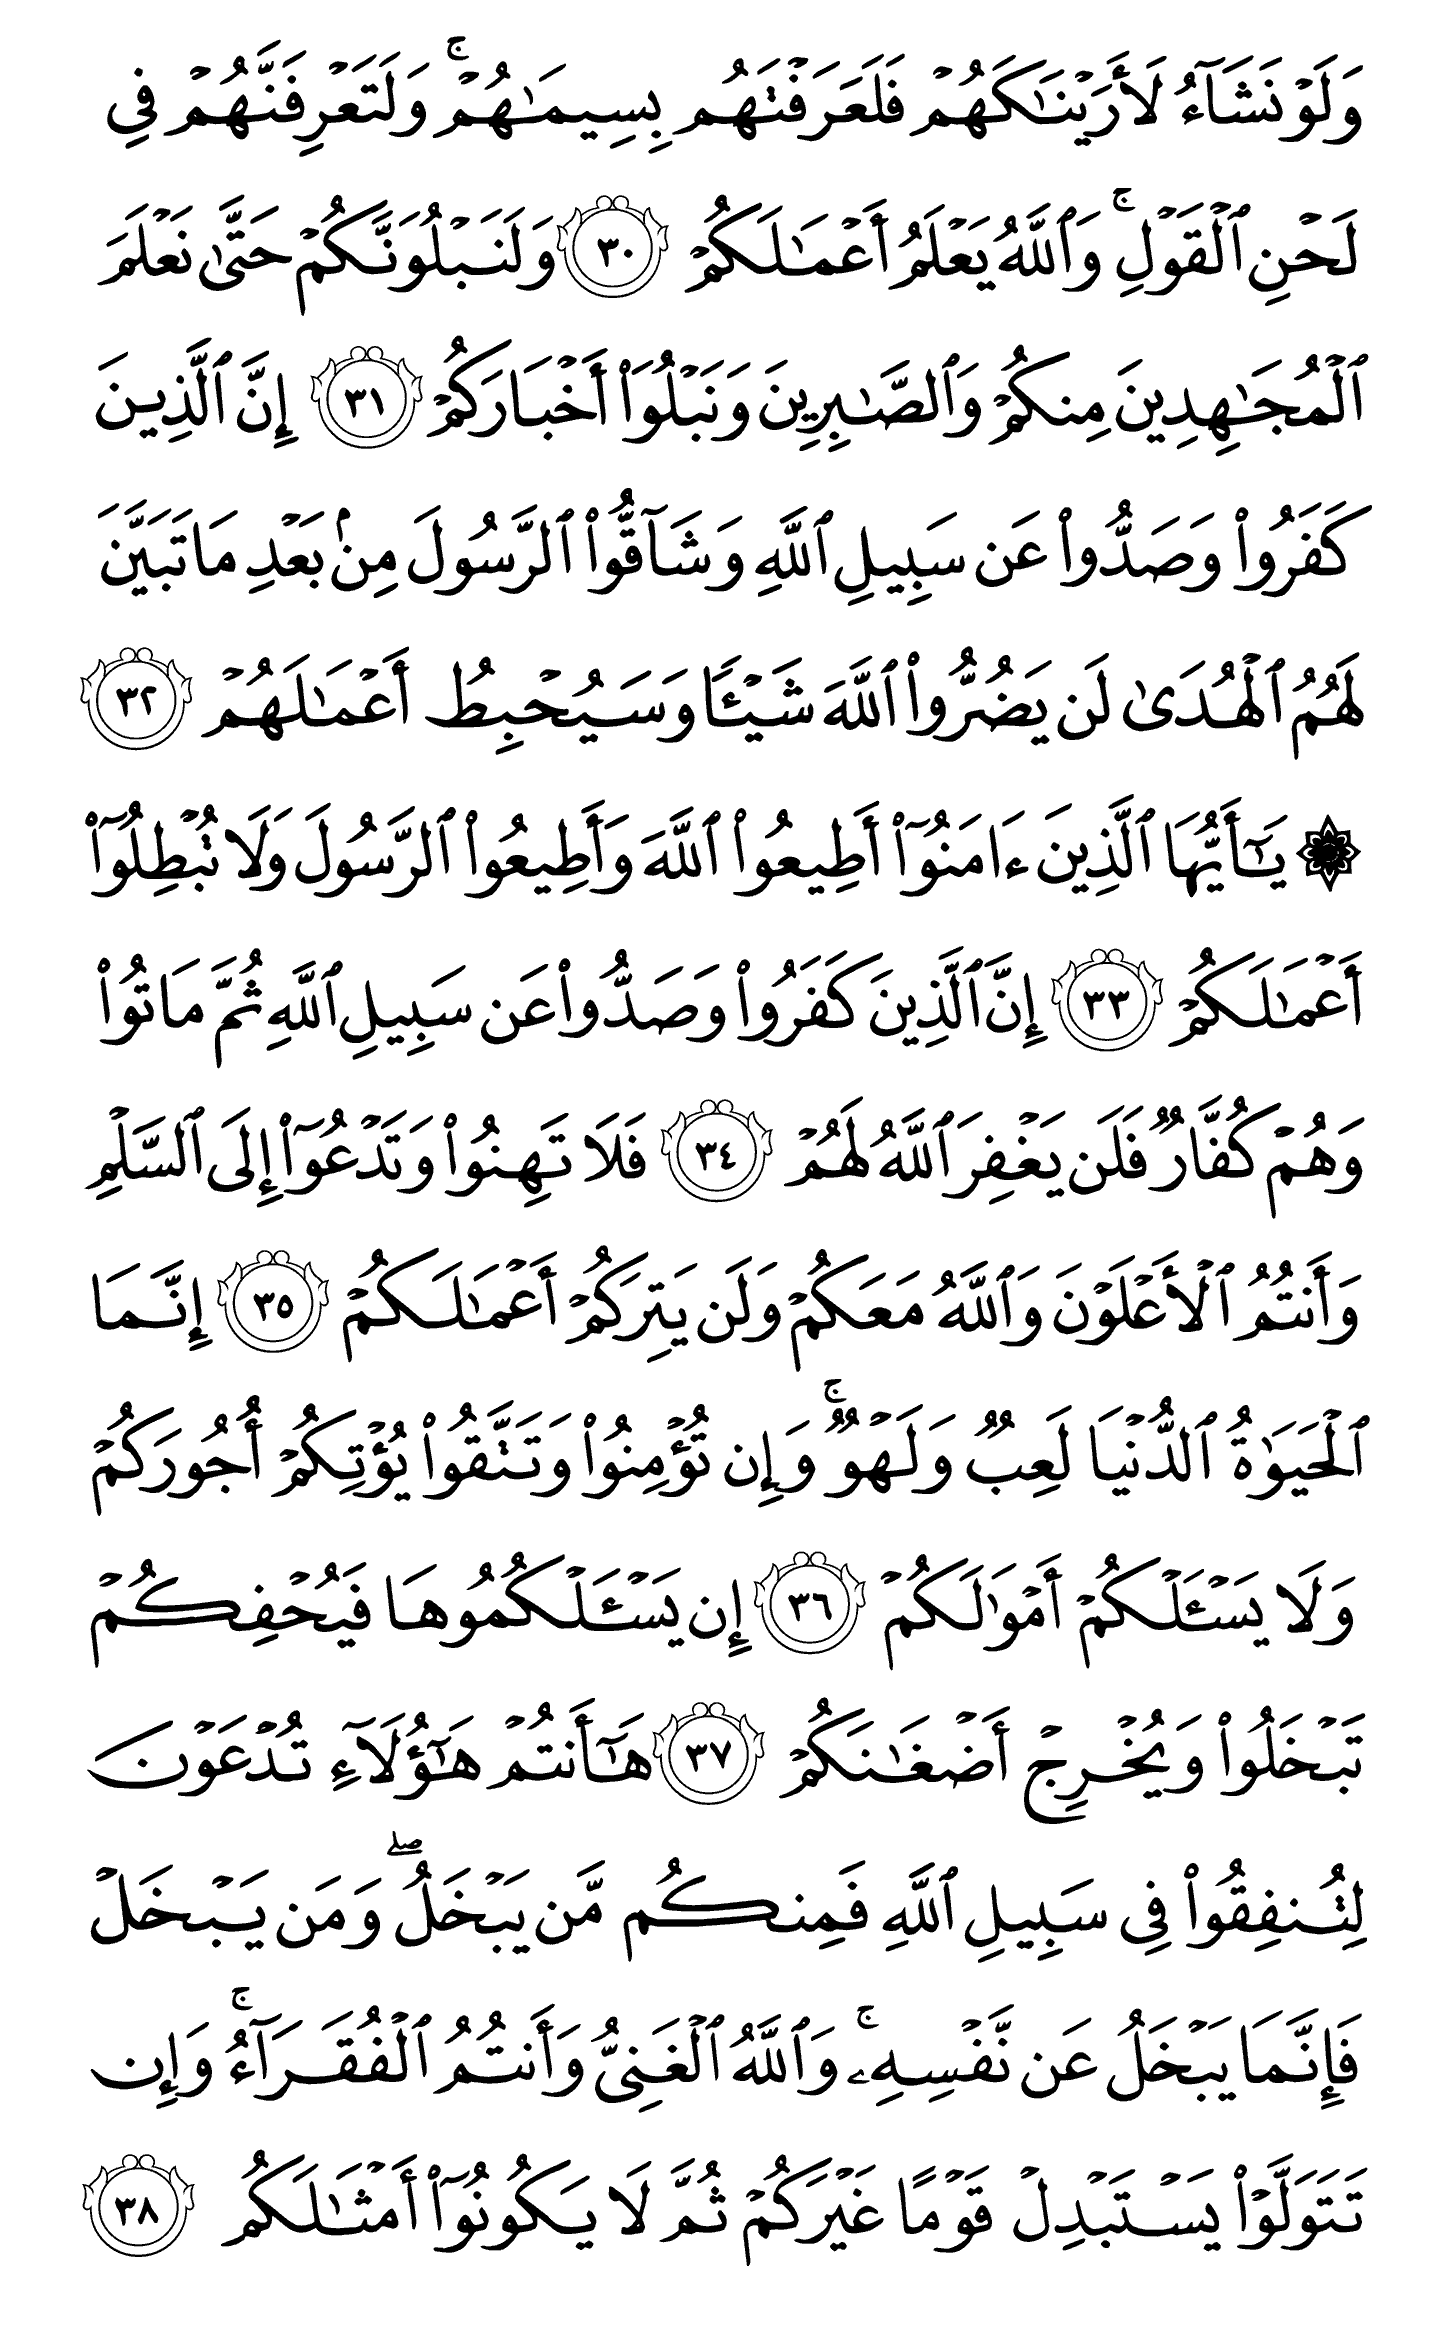 وَلَوۡ نَشَآءُ لَأَرَيۡنَٰكَهُمۡ فَلَعَرَفۡتَهُم بِسِيمَٰهُمۡۚ وَلَتَعۡرِفَنَّهُمۡ فِي
لَحۡنِ ٱلۡقَوۡلِۚ وَٱللَّهُ يَعۡلَمُ أَعۡمَٰلَكُمۡ ٣٠ وَلَنَبۡلُوَنَّكُمۡ حَتَّىٰ نَعۡلَمَ
ٱلۡمُجَٰهِدِينَ مِنكُمۡ وَٱلصَّٰبِرِينَ وَنَبۡلُوَاْ أَخۡبَارَكُمۡ ٣١ إِنَّ ٱلَّذِينَ
كَفَرُواْ وَصَدُّواْ عَن سَبِيلِ ٱللَّهِ وَشَآقُّواْ ٱلرَّسُولَ مِنۢ بَعۡدِ مَا تَبَيَّنَ
لَهُمُ ٱلۡهُدَىٰ لَن يَضُرُّواْ ٱللَّهَ شَيۡـٔٗا وَسَيُحۡبِطُ أَعۡمَٰلَهُمۡ ٣٢
۞ يَٰٓأَيُّهَا ٱلَّذِينَ ءَامَنُوٓاْ أَطِيعُواْ ٱللَّهَ وَأَطِيعُواْ ٱلرَّسُولَ وَلَا تُبۡطِلُوٓاْ
أَعۡمَٰلَكُمۡ ٣٣ إِنَّ ٱلَّذِينَ كَفَرُواْ وَصَدُّواْ عَن سَبِيلِ ٱللَّهِ ثُمَّ مَاتُواْ
وَهُمۡ كُفَّارٞ فَلَن يَغۡفِرَ ٱللَّهُ لَهُمۡ ٣٤ فَلَا تَهِنُواْ وَتَدۡعُوٓاْ إِلَى ٱلسَّلۡمِ
وَأَنتُمُ ٱلۡأَعۡلَوۡنَ وَٱللَّهُ مَعَكُمۡ وَلَن يَتِرَكُمۡ أَعۡمَٰلَكُمۡ ٣٥ إِنَّمَا
ٱلۡحَيَوٰةُ ٱلدُّنۡيَا لَعِبٞ وَلَهۡوٞۚ وَإِن تُؤۡمِنُواْ وَتَتَّقُواْ يُؤۡتِكُمۡ أُجُورَكُمۡ
وَلَا يَسۡـَٔلۡكُمۡ أَمۡوَٰلَكُمۡ ٣٦ إِن يَسۡـَٔلۡكُمُوهَا فَيُحۡفِكُمۡ
تَبۡخَلُواْ وَيُخۡرِجۡ أَضۡغَٰنَكُمۡ ٣٧ هَٰٓأَنتُمۡ هَٰٓؤُلَآءِ تُدۡعَوۡنَ
لِتُنفِقُواْ فِي سَبِيلِ ٱللَّهِ فَمِنكُم مَّن يَبۡخَلُۖ وَمَن يَبۡخَلۡ
فَإِنَّمَا يَبۡخَلُ عَن نَّفۡسِهِۦۚ وَٱللَّهُ ٱلۡغَنِيُّ وَأَنتُمُ ٱلۡفُقَرَآءُۚ وَإِن
تَتَوَلَّوۡاْ يَسۡتَبۡدِلۡ قَوۡمًا غَيۡرَكُمۡ ثُمَّ لَا يَكُونُوٓاْ أَمۡثَٰلَكُم ٣٨